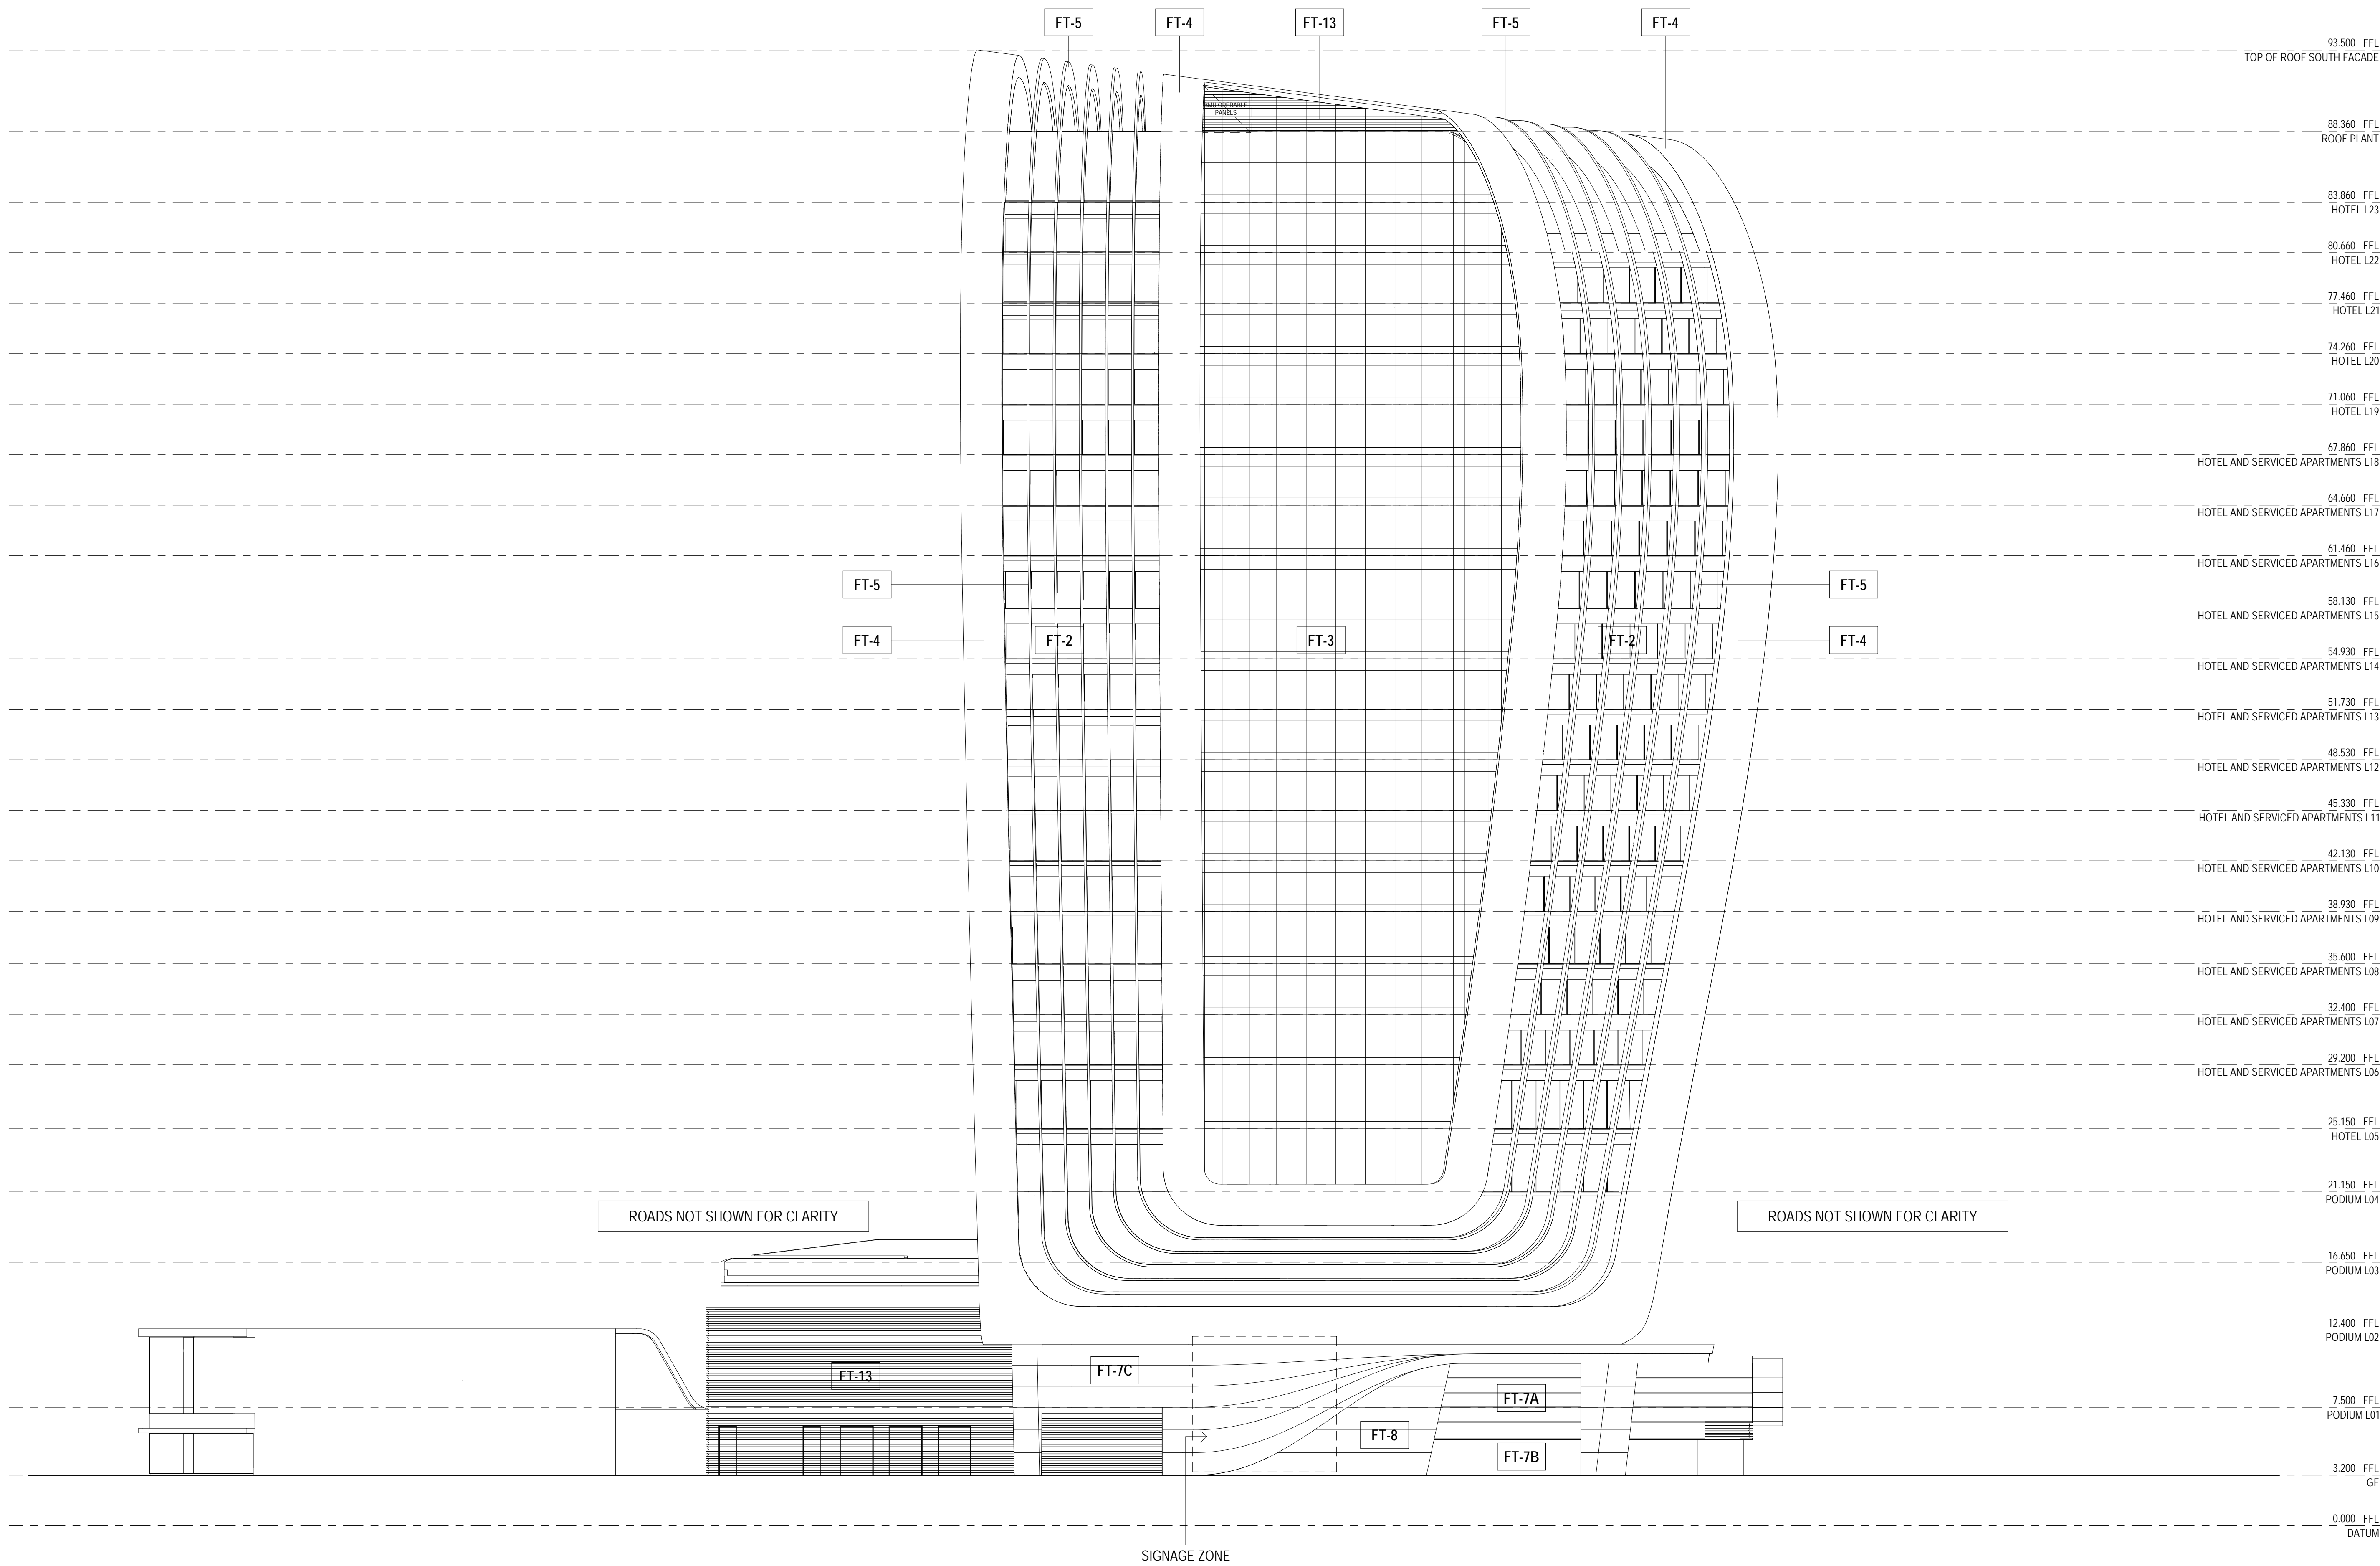 FT-5
FT-4
FT-13
FT-5
FT-4
93.500 FFL
TOP OF ROOF SOUTH FACADE
BMU OPERABLE
PANELS
88.360 FFL
ROOF PLANT
83.860 FFL
HOTEL L23
80.660 FFL
HOTEL L22
77.460 FFL
HOTEL L21
74.260 FFL
HOTEL L20
71.060 FFL
HOTEL L19
67.860 FFL
HOTEL AND SERVICED APARTMENTS L18
64.660 FFL
HOTEL AND SERVICED APARTMENTS L17
61.460 FFL
HOTEL AND SERVICED APARTMENTS L16
FT-5
FT-5
58.130 FFL
HOTEL AND SERVICED APARTMENTS L15
FT-4
FT-2
FT-3
FT-2
FT-4
54.930 FFL
HOTEL AND SERVICED APARTMENTS L14
51.730 FFL
HOTEL AND SERVICED APARTMENTS L13
48.530 FFL
HOTEL AND SERVICED APARTMENTS L12
45.330 FFL
HOTEL AND SERVICED APARTMENTS L11
42.130 FFL
HOTEL AND SERVICED APARTMENTS L10
38.930 FFL
HOTEL AND SERVICED APARTMENTS L09
35.600 FFL
HOTEL AND SERVICED APARTMENTS L08
32.400 FFL
HOTEL AND SERVICED APARTMENTS L07
29.200 FFL
HOTEL AND SERVICED APARTMENTS L06
25.150 FFL
HOTEL L05
21.150 FFL
PODIUM L04
ROADS NOT SHOWN FOR CLARITY
ROADS NOT SHOWN FOR CLARITY
16.650 FFL
PODIUM L03
12.400 FFL
PODIUM L02
FT-13
FT-7C
FT-7A
7.500 FFL
PODIUM L01
FT-8
FT-7B
3.200 FFL
GF
0.000 FFL
DATUM
SIGNAGE ZONE